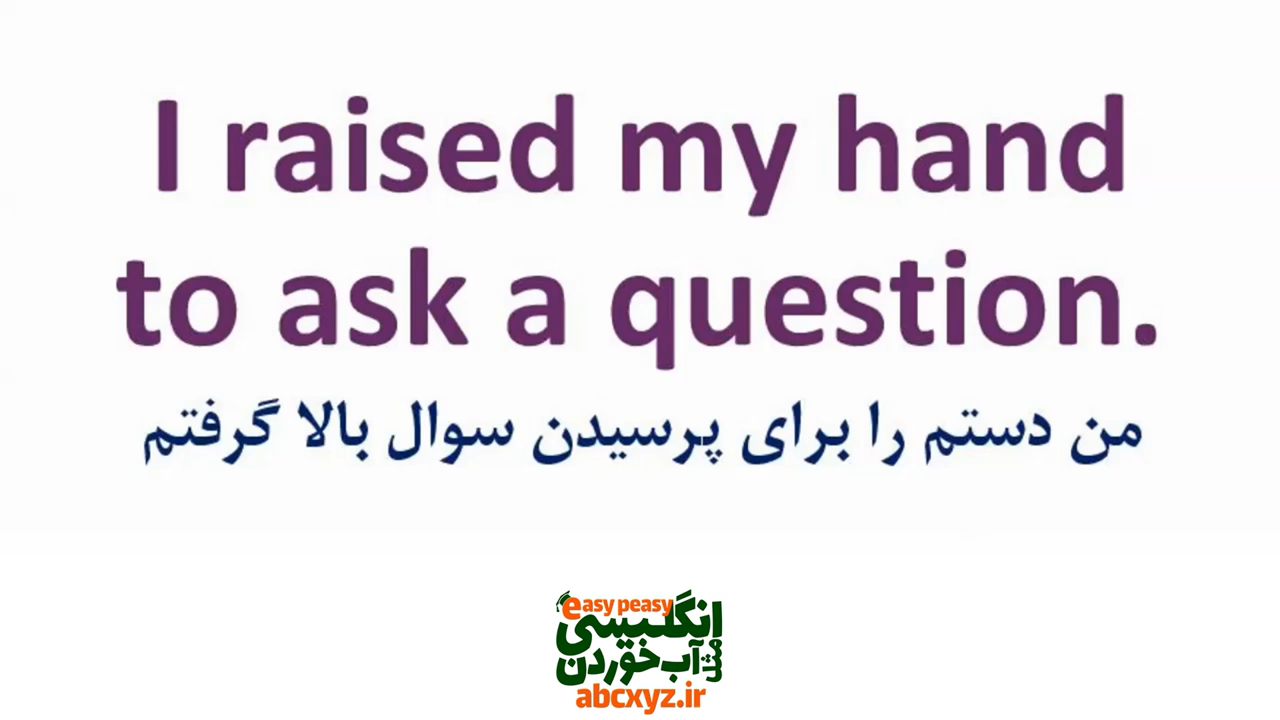 I raised my hand
to ask a question.
من دستم را برای پرسیدن سوال بالا گرفتم
easy peasy
انگلیسی
مثل آب خوردن
abcxyz.ir